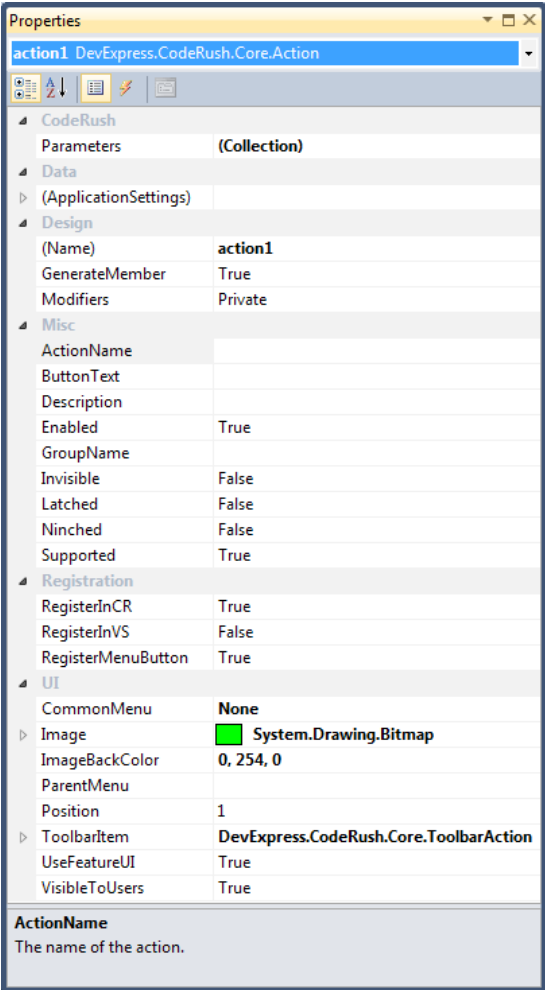 Properties
action1 DevExpress.CodeRush.Core.Action
CodeRush
Parameters (Collection)
Data
(ApplicationSettings)
Design
(Name) action1
GenerateMember True
Modifiers Private
Misc
ActionName
ButtonText
Description
Enabled True
GroupName
Invisible False
Latched False
Ninched False
Supported True
Registration
RegisterInCR True
RegisterInVS False
RegisterMenuButton True
UI
CommonMenu None
Image System.Drawing.Bitmap
ImageBackColor 0, 254, 0
ParentMenu
Position 1
ToolbarItem DevExpress.CodeRush.Core.ToolbarAction
UseFeatureUI True
VisibleToUsers True
ActionName
The name of the action.